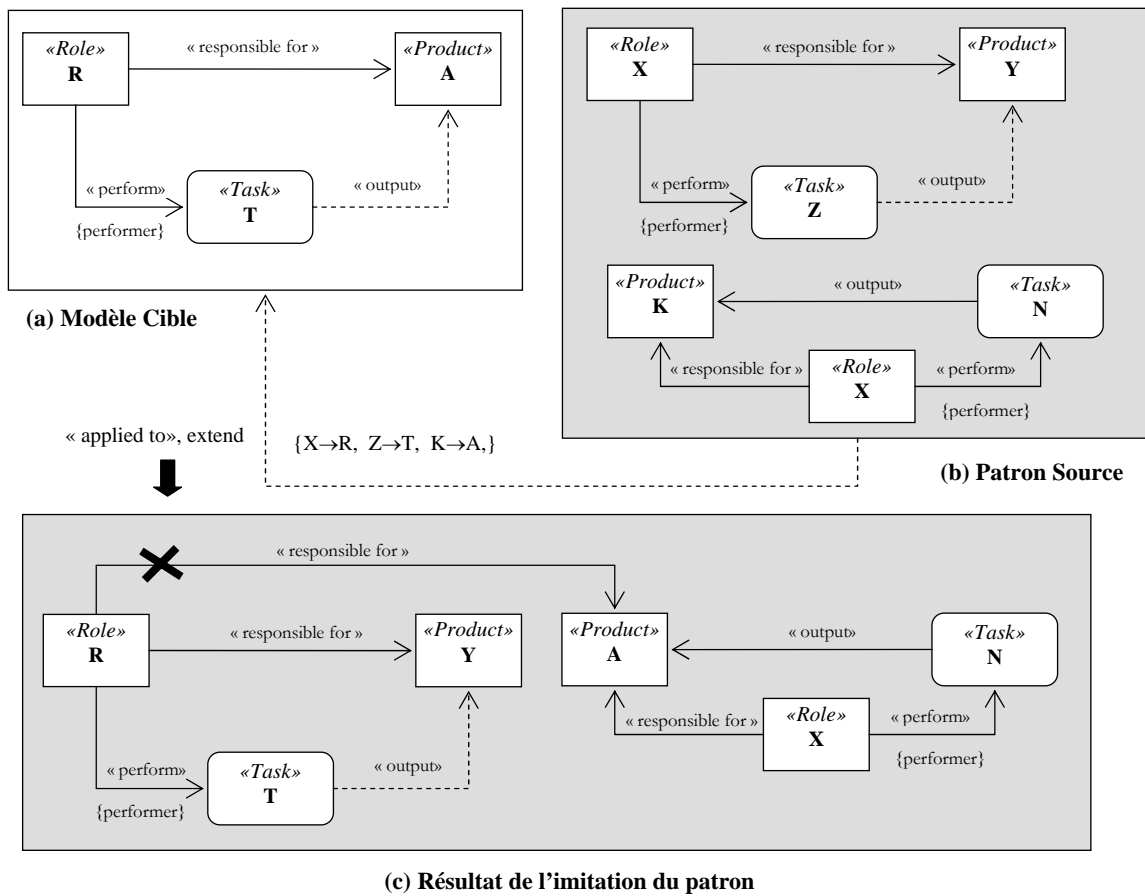 «Role»
R
« responsible for »
«Product»
A
« perform»
{performer}
«Task»
T
« output»
(a) Modèle Cible
«Role»
X
« responsible for »
«Product»
Y
« perform»
{performer}
«Task»
Z
« output»
«Product»
K
« output»
«Task»
N
« responsible for »
«Role»
X
« perform»
{performer}
(b) Patron Source
« applied to», extend
{X→R, Z→T, K→A,}
« responsible for »
«Role»
R
« responsible for »
«Product»
Y
«Product»
A
« output»
«Task»
N
« perform»
{performer}
«Task»
T
« output»
« responsible for »
«Role»
X
« perform»
{performer}
(c) Résultat de l'imitation du patron